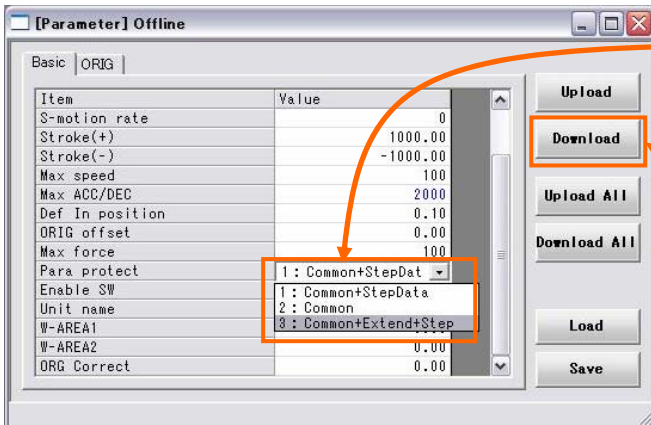 [Parameter] Offline
Basic ORIG
Item Value
S-motion rate 0
Stroke(+) 1000.00
Stroke(-) -1000.00
Max speed 100
Max ACC/DEC 2000
Def In position 0.10
ORIG offset 0.00
Max force 100
Para protect 1 : Common+StepDat
Enable SW 1 : Common+StepData
Unit name 2 : Common
W-AREA1 3 : Common+Extend+Step
W-AREA2 0.00
ORG Correct 0.00
Upload
Download
Upload All
Download All
Load
Save